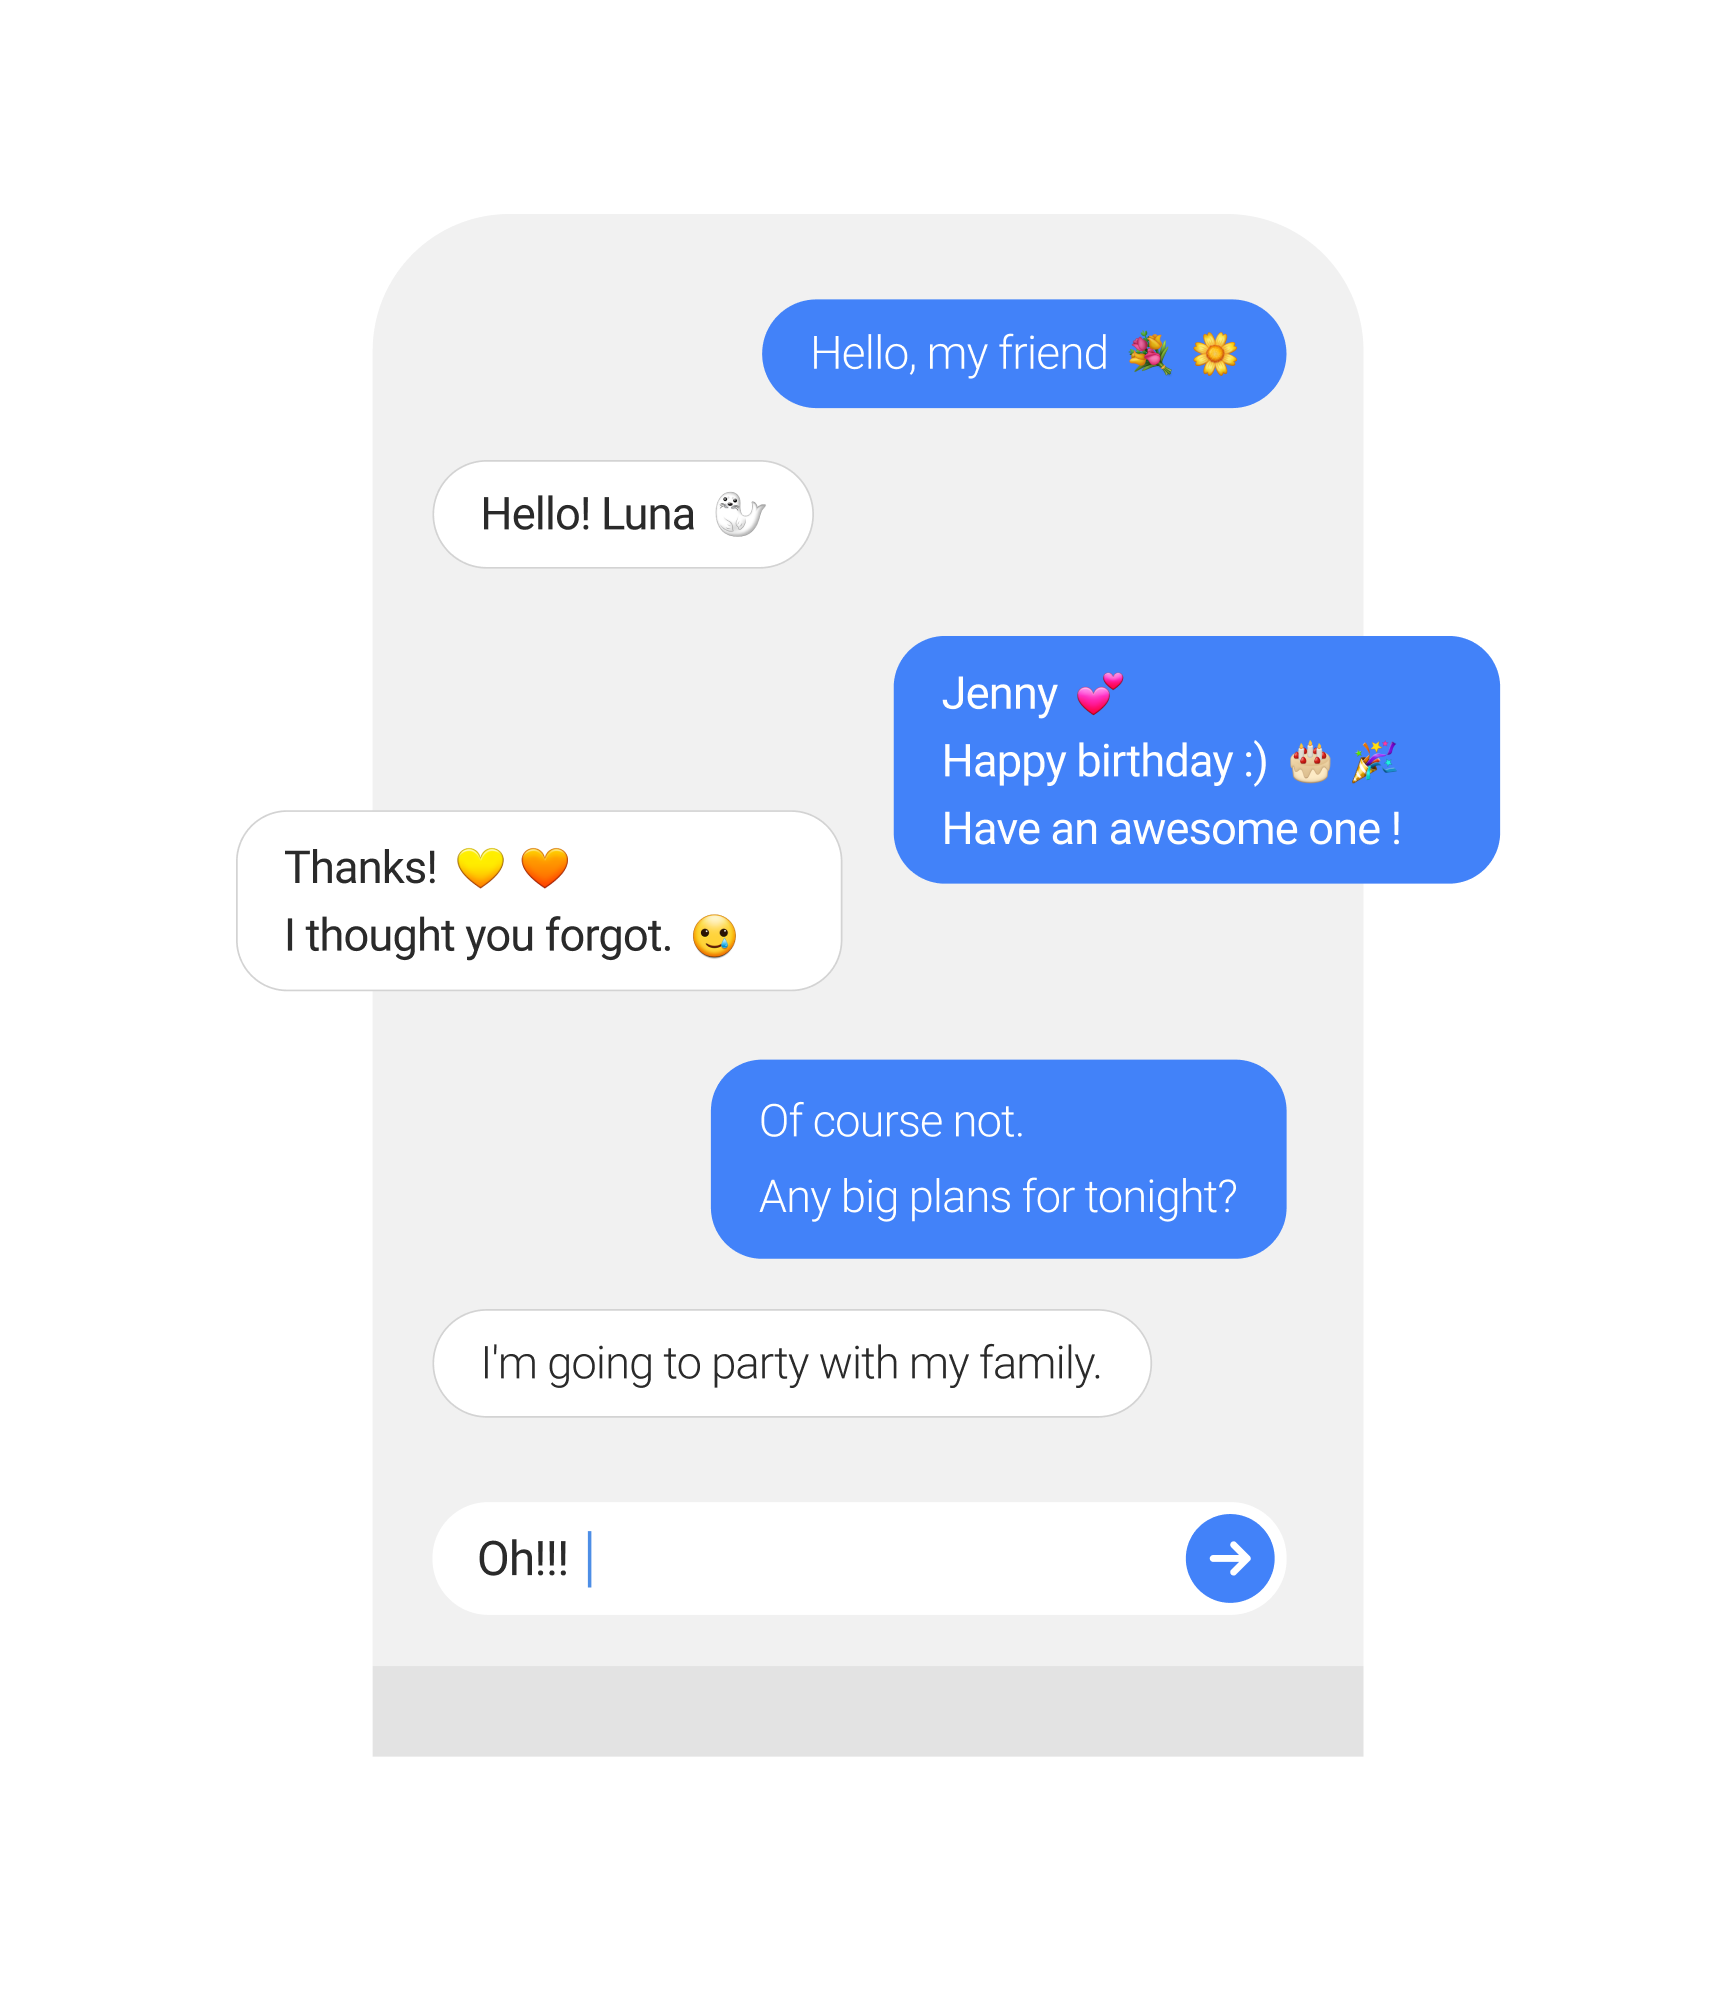 Hello, my friend 💐 🌼
Hello! Luna 🦭
Jenny 💕
Happy birthday :) 🎂 🎉
Have an awesome one !
Thanks! 💛 🧡
I thought you forgot. 🥲
Of course not.
Any big plans for tonight?
I'm going to party with my family.
Oh!!!